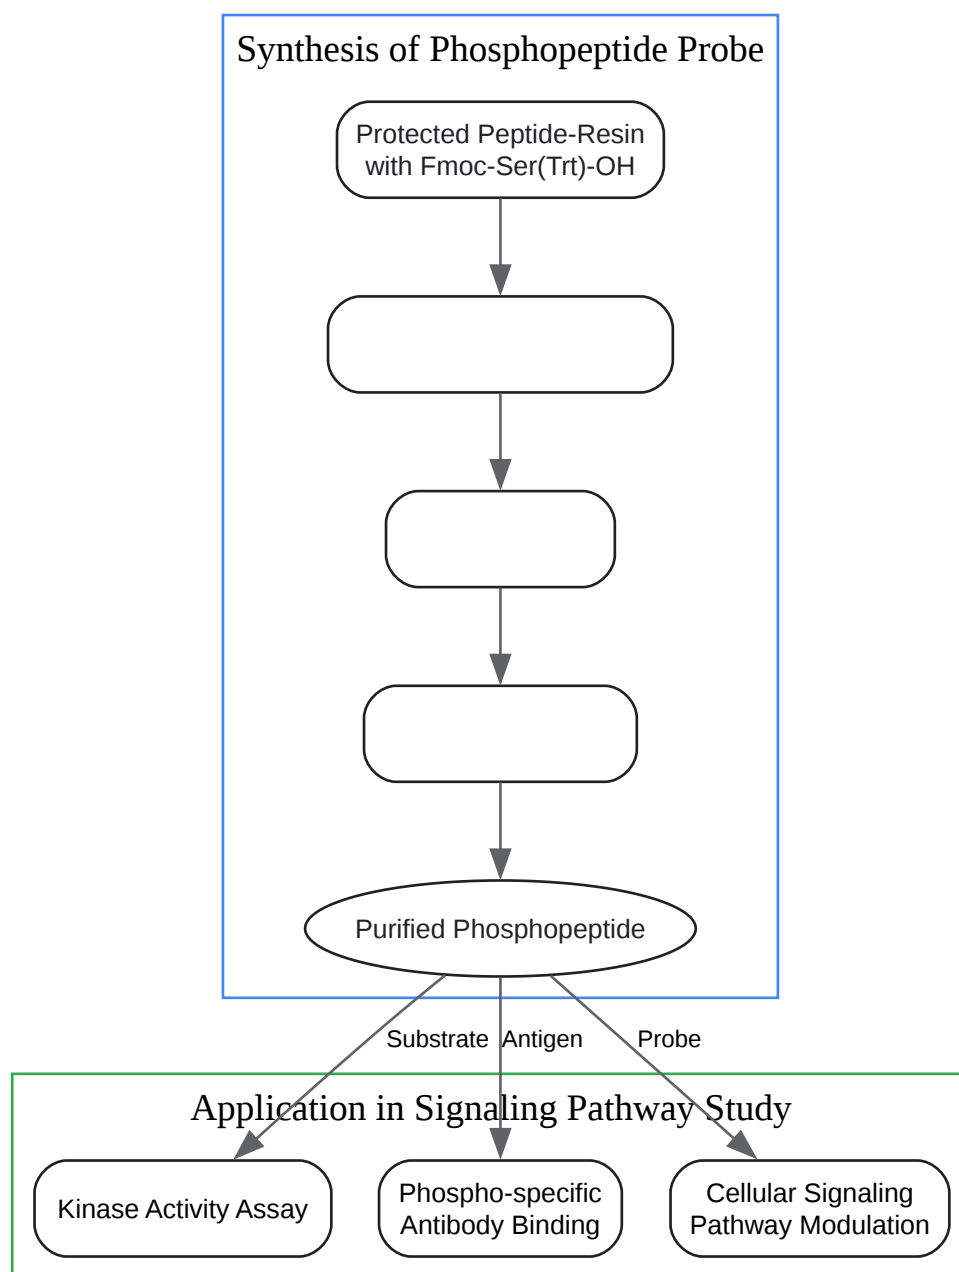 Synthesis of Phosphopeptide Probe
Protected Peptide-Resin
with Fmoc-Ser(Trt)-OH
Purified Phosphopeptide
Substrate
Antigen
Probe
Application in Signaling Pathway Study
Kinase Activity Assay
Phospho-specific
Antibody Binding
Cellular Signaling
Pathway Modulation